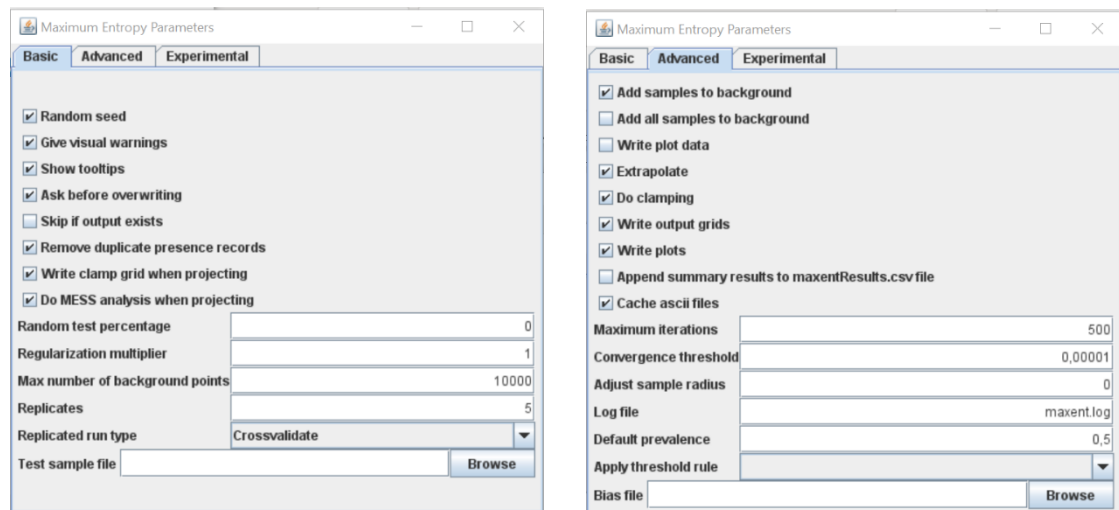 Maximum Entropy Parameters
Basic Advanced Experimental
Random seed
Give visual warnings
Show tooltips
Ask before overwriting
Skip if output exists
Remove duplicate presence records
Write clamp grid when projecting
Do MESS analysis when projecting
Random test percentage 0
Regularization multiplier 1
Max number of background points 10000
Replicates 5
Replicated run type Crossvalidate
Test sample file Browse
Maximum Entropy Parameters
Basic Advanced Experimental
Add samples to background
Add all samples to background
Write plot data
Extrapolate
Do clamping
Write output grids
Write plots
Append summary results to maxentResults.csv file
Cache ascii files
Maximum iterations 500
Convergence threshold 0,00001
Adjust sample radius 0
Log file maxent.log
Default prevalence 0,5
Apply threshold rule
Bias file Browse